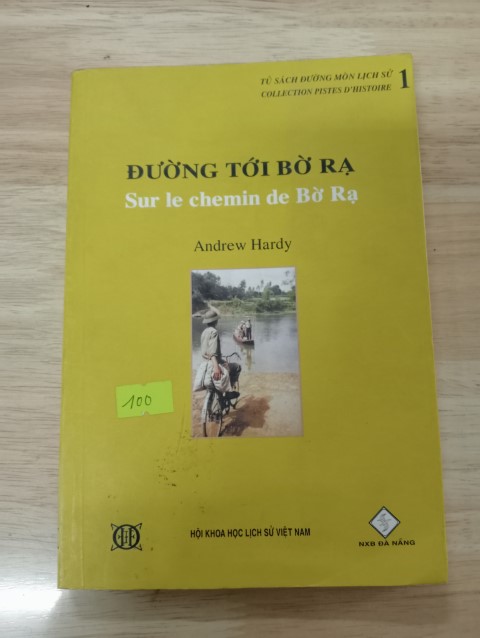 TỦ SÁCH ĐƯỜNG MÒN LỊCH SỬ 1
COLLECTION PISTES D'HISTOIRE
ĐƯỜNG TỚI BỜ RẠ
Sur le chemin de Bờ Rạ
Andrew Hardy
100
HỘI KHOA HỌC LỊCH SỬ VIỆT NAM
NXB ĐÀ NẴNG